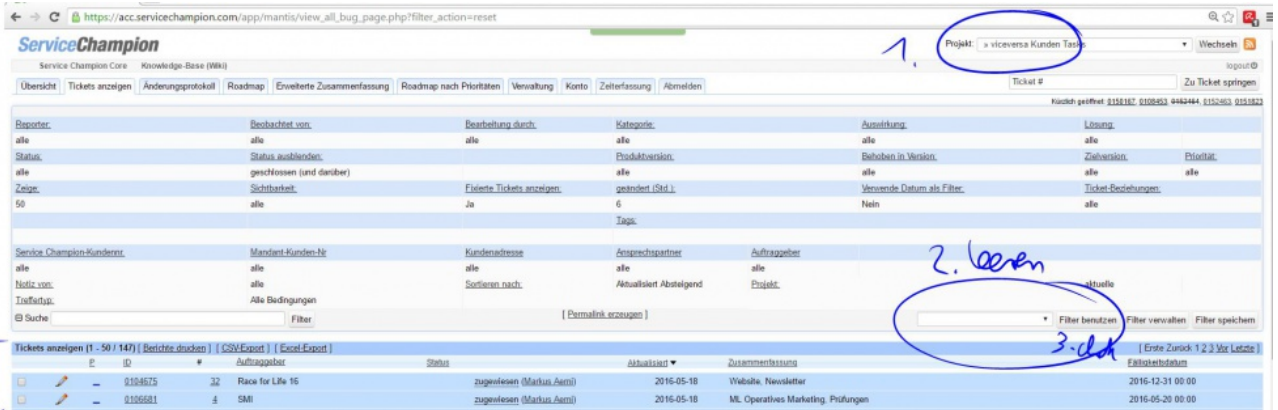 https://acc.servicechampion.com/app/mantis/view_all_bug_page.php?filter_action=reset
ServiceChampion
1.
Projekt: » viceversa Kunden Tasks Wechseln
Service Champion Core Knowledge-Base (Wiki) logout
Übersicht Tickets anzeigen Änderungsprotokoll Roadmap Erweiterte Zusammenfassung Roadmap nach Prioritäten Verwaltung Konto Zeiterfassung Abmelden Ticket # Zu Ticket springen
Kürzlich geöffnet: 0150167, 0108453, 0152464, 0152463, 0151823
Reporter: Beobachtet von: Bearbeitung durch: Kategorie: Auswirkung: Lösung:
alle alle alle alle alle alle
Status: Status ausblenden: Produktversion: Behoben in Version: Zielversion: Priorität:
alle geschlossen (und darüber) alle alle alle alle
Zeige: Sichtbarkeit: Fixierte Tickets anzeigen: geändert (Std.): Verwende Datum als Filter: Ticket-Beziehungen:
50 alle Ja 6 Nein alle
Tags:
Service Champion-Kundennr. Mandant-Kunden-Nr Kundenadresse Ansprechpartner Auftraggeber
alle alle alle alle alle
2. leeren
Notiz von: alle Sortieren nach: Aktualisiert Absteigend Projekt: aktuelle
Treffertyp: Alle Bedingungen
Suche Filter [ Permalink erzeugen ] Filter benutzen Filter verwalten Filter speichern
3.
Tickets anzeigen (1 - 50 / 147) [ Berichte drucken ] [ CSV-Export ] [ Excel-Export ] [ Erste Zurück 1 2 3 Vor Letzte ]
P ID # Auftraggeber Status Aktualisiert ▼ Zusammenfassung Fälligkeitsdatum
0104675 32 Race for Life 16 zugewiesen (Markus Aerni) 2016-05-18 Website, Newsletter 2016-12-31 00:00
0106681 4 SMI zugewiesen (Markus Aerni) 2016-05-18 ML Operatives Marketing, Prüfungen 2016-05-20 00:00